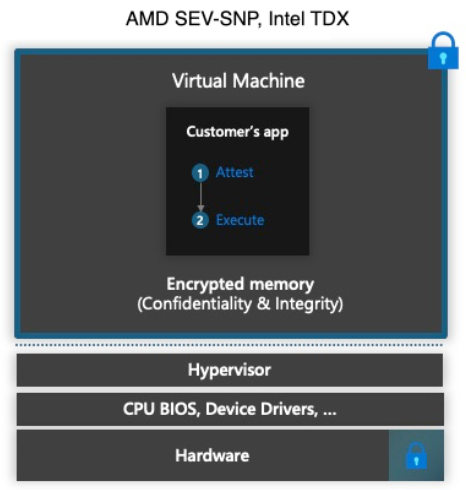 AMD SEV-SNP, Intel TDX
Virtual Machine
Customer's app
1 Attest
2 Execute
Encrypted memory
(Confidentiality & Integrity)
Hypervisor
CPU BIOS, Device Drivers, ...
Hardware